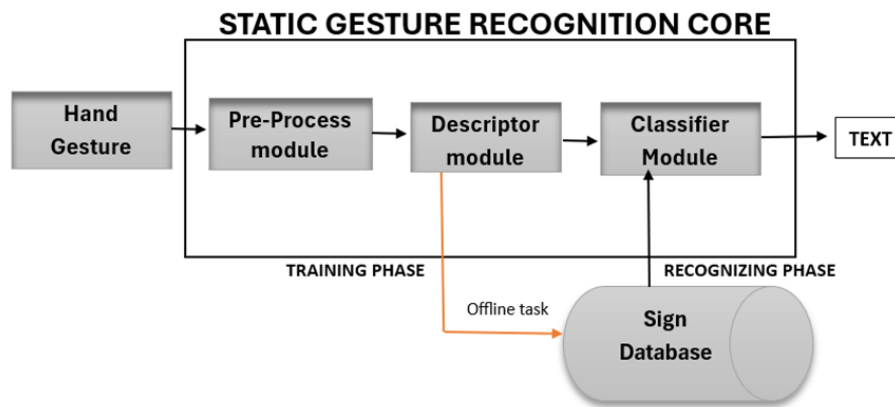 STATIC GESTURE RECOGNITION CORE
Hand
Gesture
Pre-Process
module
Descriptor
module
Classifier
Module
TEXT
TRAINING PHASE
RECOGNIZING PHASE
Offline task
Sign
Database